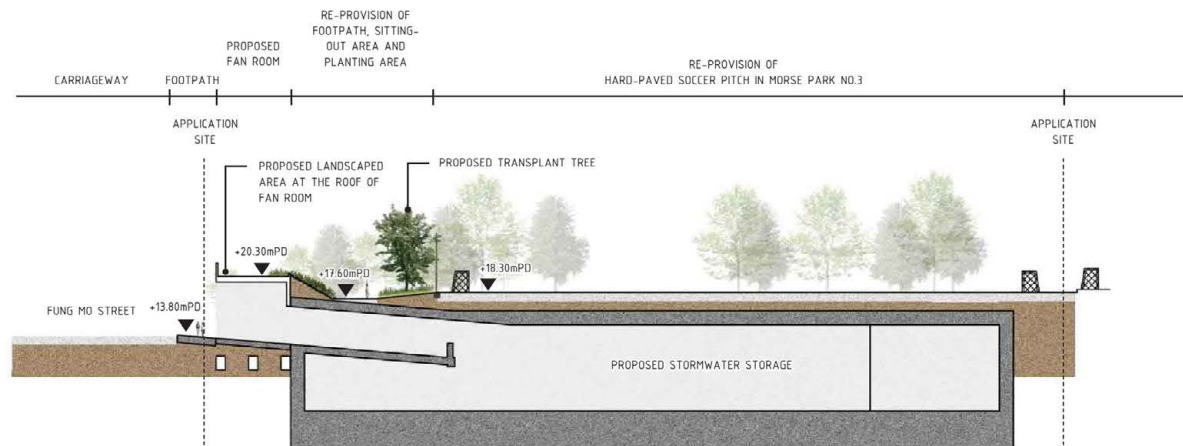 RE-PROVISION OF
FOOTPATH, SITTING-
OUT AREA AND
PLANTING AREA
PROPOSED
FAN ROOM
RE-PROVISION OF
HARD-PAVED SOCCER PITCH IN MORSE PARK NO.3
CARRIAGEWAY
FOOTPATH
APPLICATION
SITE
APPLICATION
SITE
PROPOSED LANDSCAPED
AREA AT THE ROOF OF
FAN ROOM
PROPOSED TRANSPLANT TREE
+20.30mPD
+17.60mPD
+18.30mPD
FUNG MO STREET
+13.80mPD
PROPOSED STORMWATER STORAGE